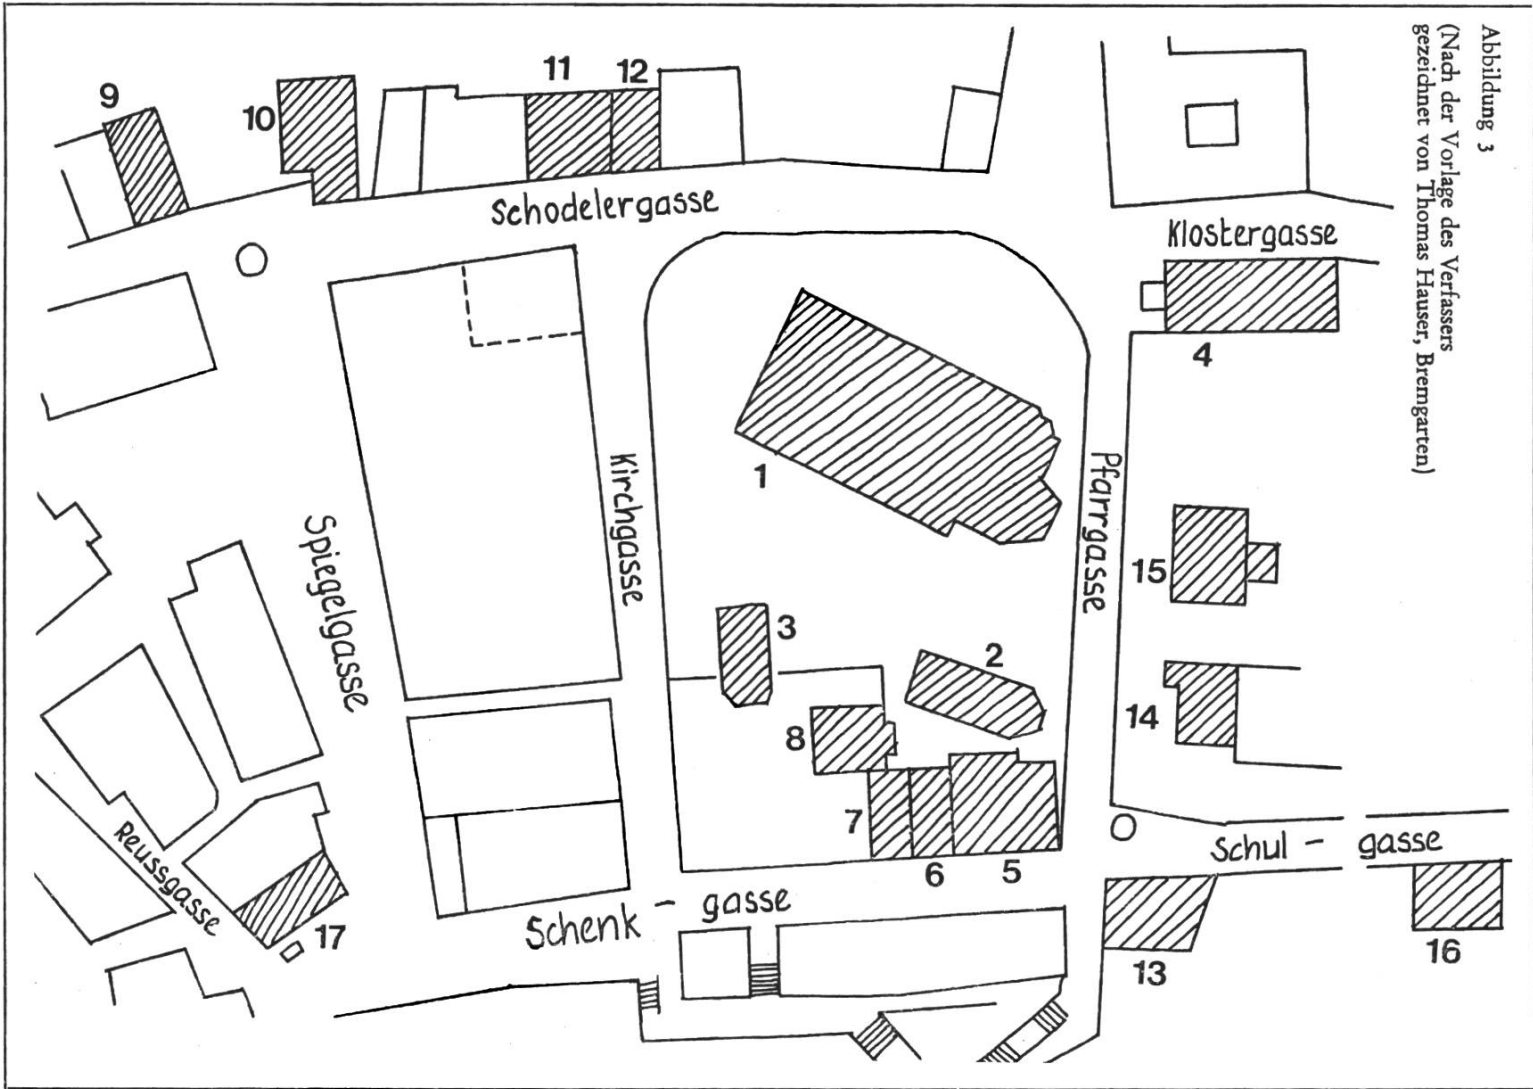 Abbildung 3
(Nach der Vorlage des Verfassers
gezeichnet von Thomas Hauser, Bremgarten)
9
10
11
12
Schodelergasse
Klostergasse
4
1
Kirchgasse
Pfarrgasse
15
Spiegelgasse
3
2
14
8
7
6
5
Reussgasse
17
Schenk - gasse
Schul - gasse
13
16